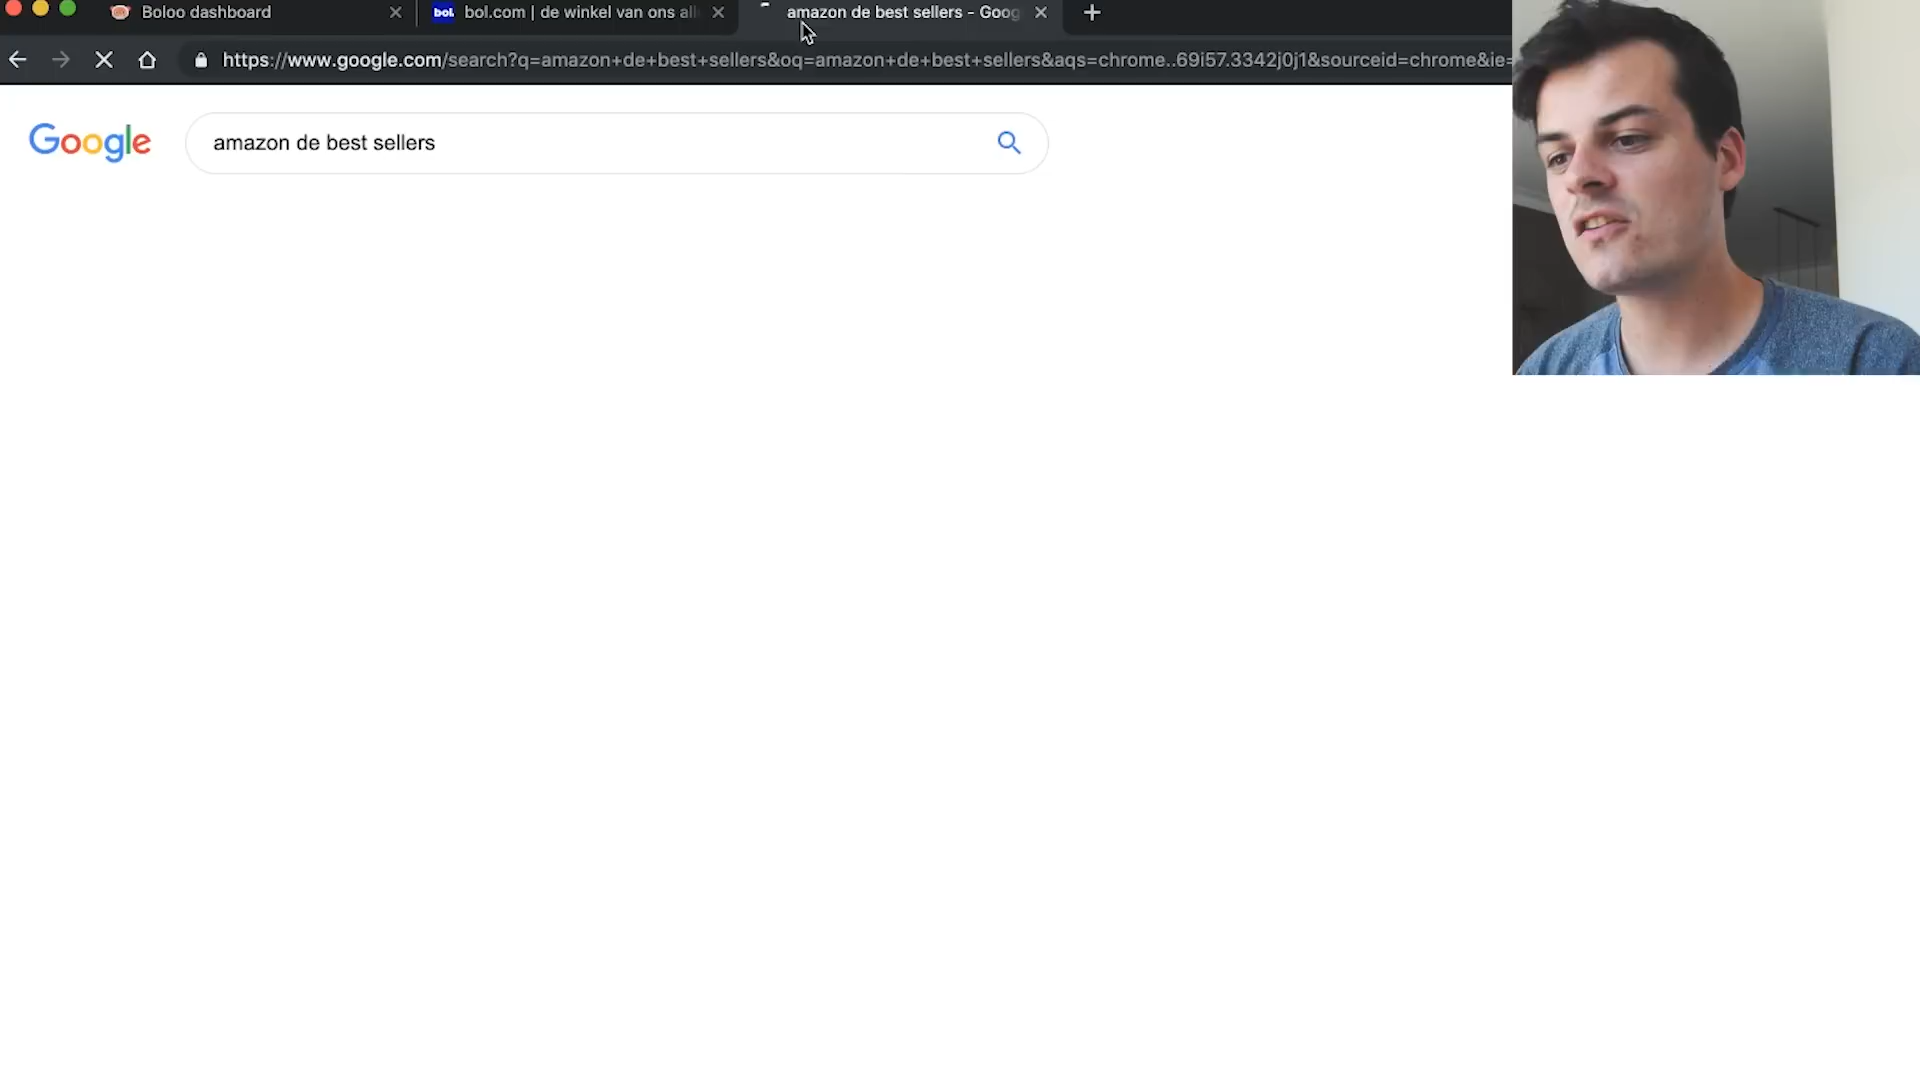 Boloo dashboard
bol. bol.com | de winkel van ons all
amazon de best sellers - Goog
https://www.google.com/search?q=amazon+de+best+sellers&oq=amazon+de+best+sellers&aqs=chrome..69i57.3342j0j1&sourceid=chrome&ie=
Google
amazon de best sellers